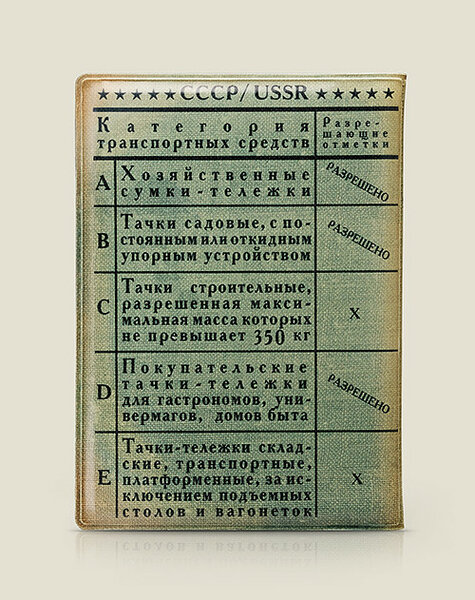 ★★★★★СССР/USSR★★★★★
Категория
транспортных средств
Разре-
шающие
отметки
A
Хозяйственные
сумки-тележки
РАЗРЕШЕНО
B
Тачки садовые, с по-
стоянным или откидным
упорным устройством
РАЗРЕШЕНО
C
Тачки строительные,
разрешенная макси-
мальная масса которых
не превышает 350 кг
X
D
Покупательские
тачки-тележки
для гастрономов, уни-
вермагов, домов быта
РАЗРЕШЕНО
E
Тачки-тележки склад-
ские, транспортные,
платформенные, за ис-
ключением подъемных
столов и вагонеток
X